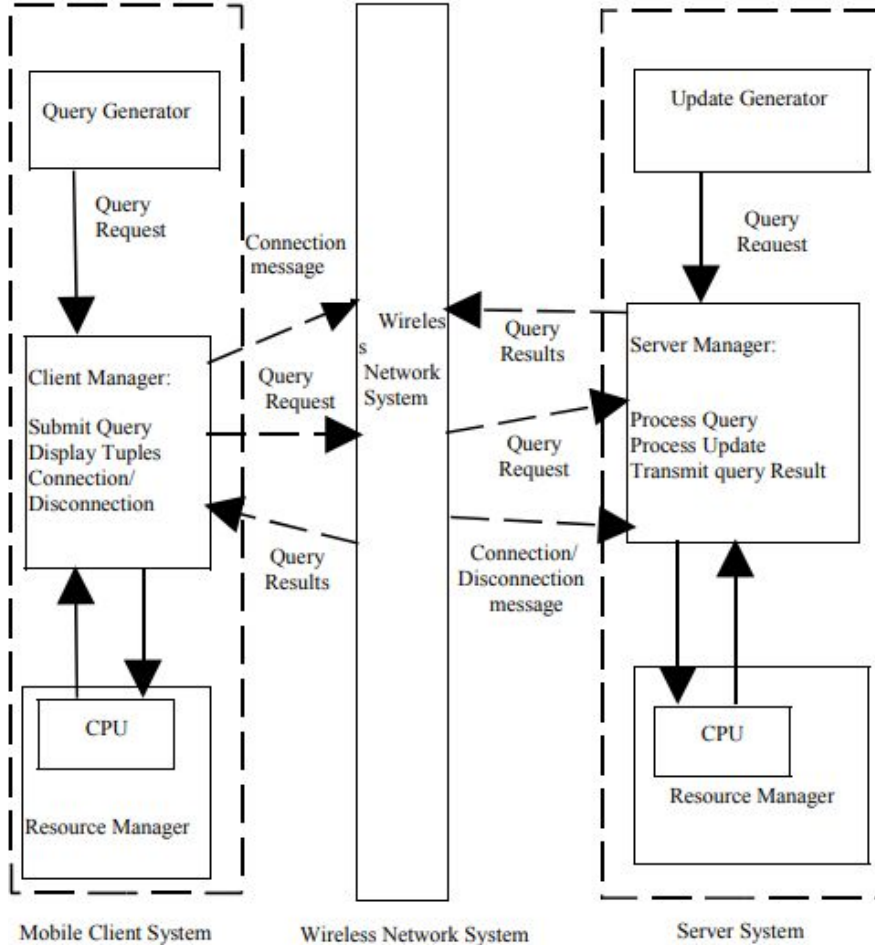 Query Generator
Query
Request
Client Manager:
Submit Query
Display Tuples
Connection/
Disconnection
CPU
Resource Manager
Mobile Client System
Connection
message
Query
Request
Query
Results
Wireles
s
Network
System
Wireless Network System
Query
Results
Query
Request
Connection/
Disconnection
message
Update Generator
Query
Request
Server Manager:
Process Query
Process Update
Transmit query Result
CPU
Resource Manager
Server System